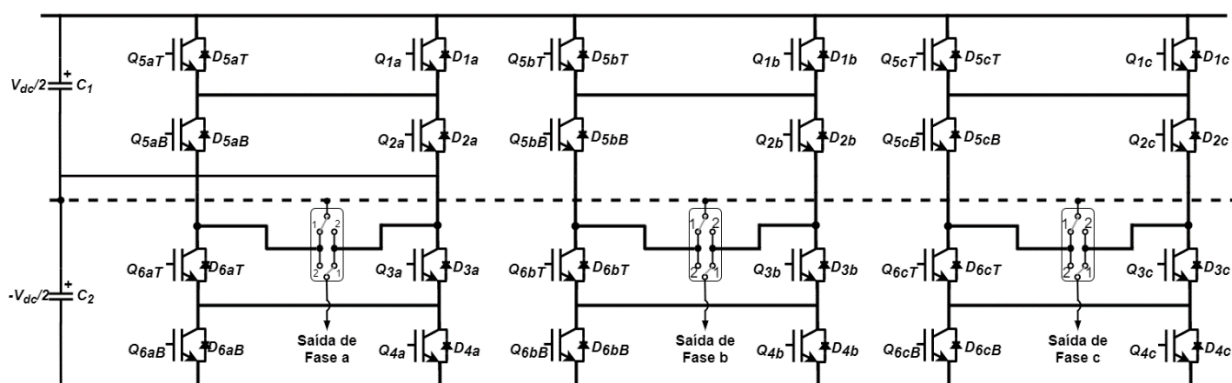 Q5aT
D5aT
Q1a
D1a
Q5bT
D5bT
Q1b
D1b
Q5cT
D5cT
Q1c
D1c
+
Vdc/2
C1
Q5aB
D5aB
Q2a
D2a
Q5bB
D5bB
Q2b
D2b
Q5cB
D5cB
Q2c
D2c
1
2
1
2
1
2
2
1
2
1
2
1
Q6aT
D6aT
Q3a
D3a
Q6bT
D6bT
Q3b
D3b
Q6cT
D6cT
Q3c
D3c
+
-Vdc/2
C2
Q6aB
D6aB
Saída de
Fase a
Q4a
D4a
Q6bB
D6bB
Saída de
Fase b
Q4b
D4b
Q6cB
D6cB
Saída de
Fase c
Q4c
D4c